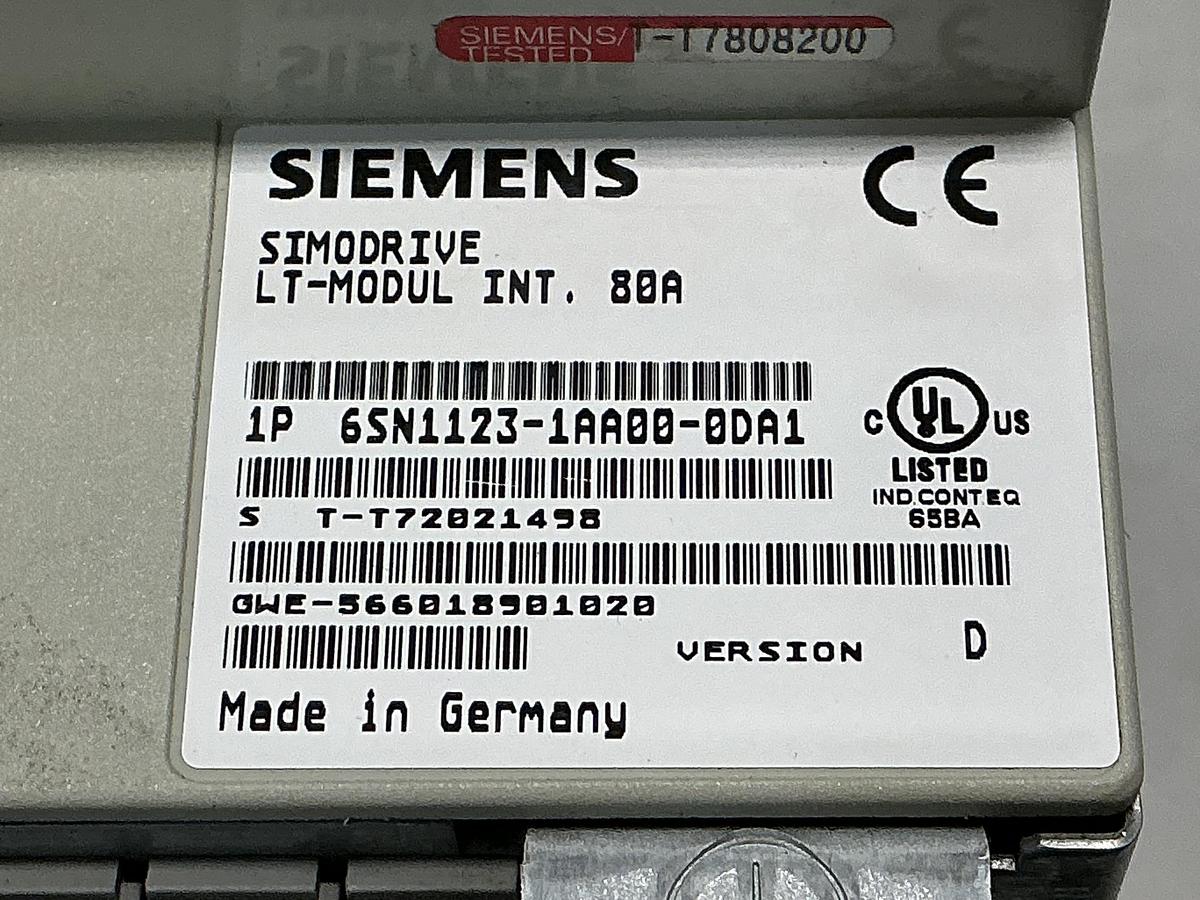 SIEMENS/ T-T7808200
TESTED
SIEMENS
CE
SIMODRIVE
LT-MODUL INT. 80A
1P 6SN1123-1AA00-0DA1
C UL US
LISTED
IND.CONT.EQ
65BA
S T-T72021498
GWE-566018901020
VERSION D
Made in Germany